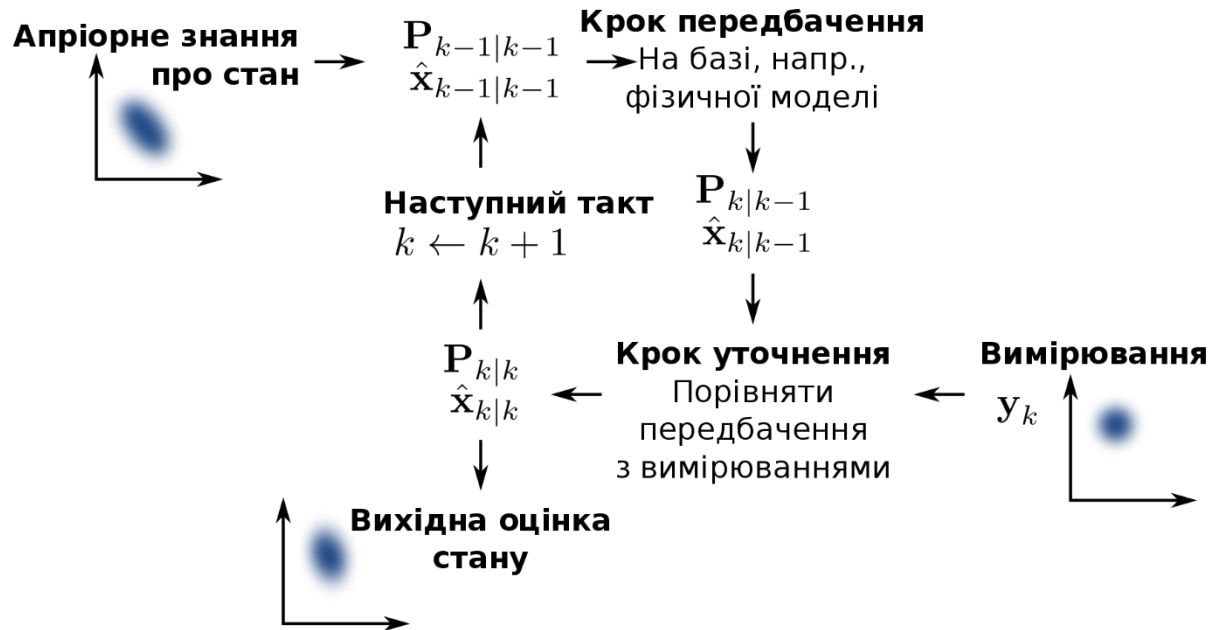 Апріорне знання
про стан
P_{k−1|k−1}
x̂_{k−1|k−1}
Крок передбачення
На базі, напр.,
фізичної моделі
P_{k|k−1}
x̂_{k|k−1}
Наступний такт
k ← k + 1
P_{k|k}
x̂_{k|k}
Крок уточнення
Порівняти
передбачення
з вимірюваннями
Вимірювання
y_k
Вихідна оцінка
стану